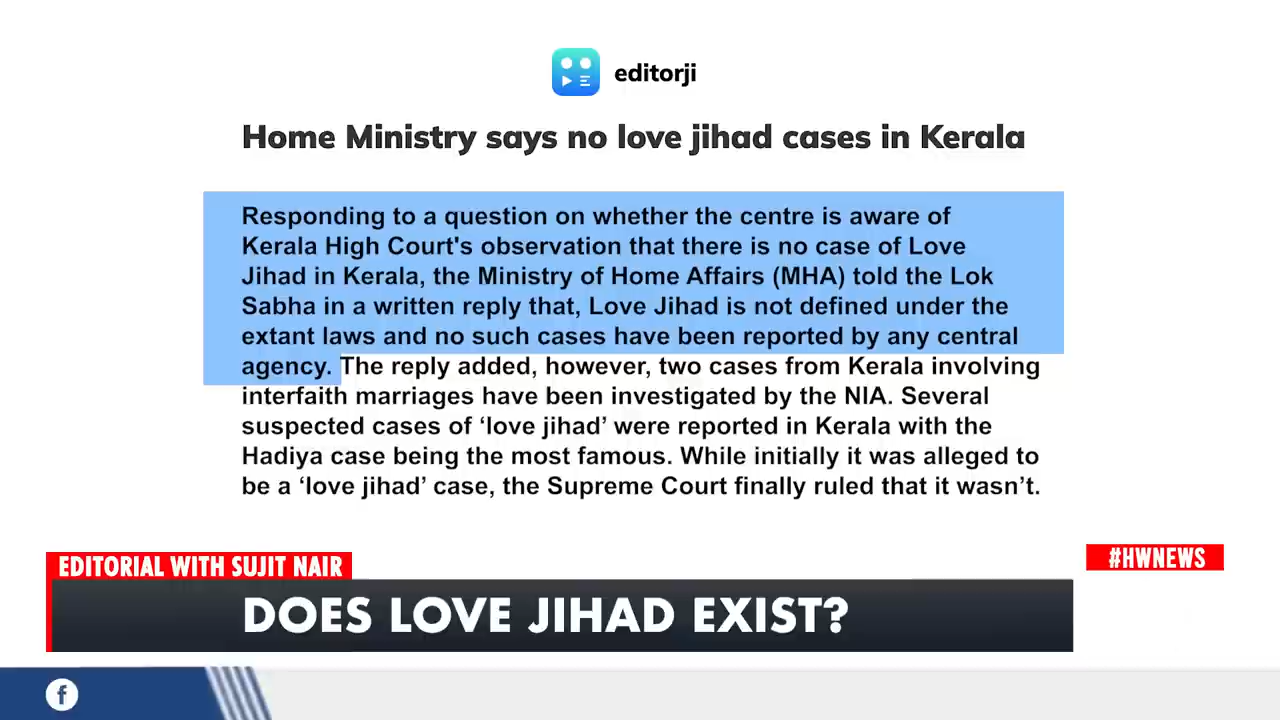 editorji
Home Ministry says no love jihad cases in Kerala
Responding to a question on whether the centre is aware of
Kerala High Court's observation that there is no case of Love
Jihad in Kerala, the Ministry of Home Affairs (MHA) told the Lok
Sabha in a written reply that, Love Jihad is not defined under the
extant laws and no such cases have been reported by any central
agency. The reply added, however, two cases from Kerala involving
interfaith marriages have been investigated by the NIA. Several
suspected cases of ‘love jihad’ were reported in Kerala with the
Hadiya case being the most famous. While initially it was alleged to
be a ‘love jihad’ case, the Supreme Court finally ruled that it wasn’t.
EDITORIAL WITH SUJIT NAIR
#HWNEWS
DOES LOVE JIHAD EXIST?
f